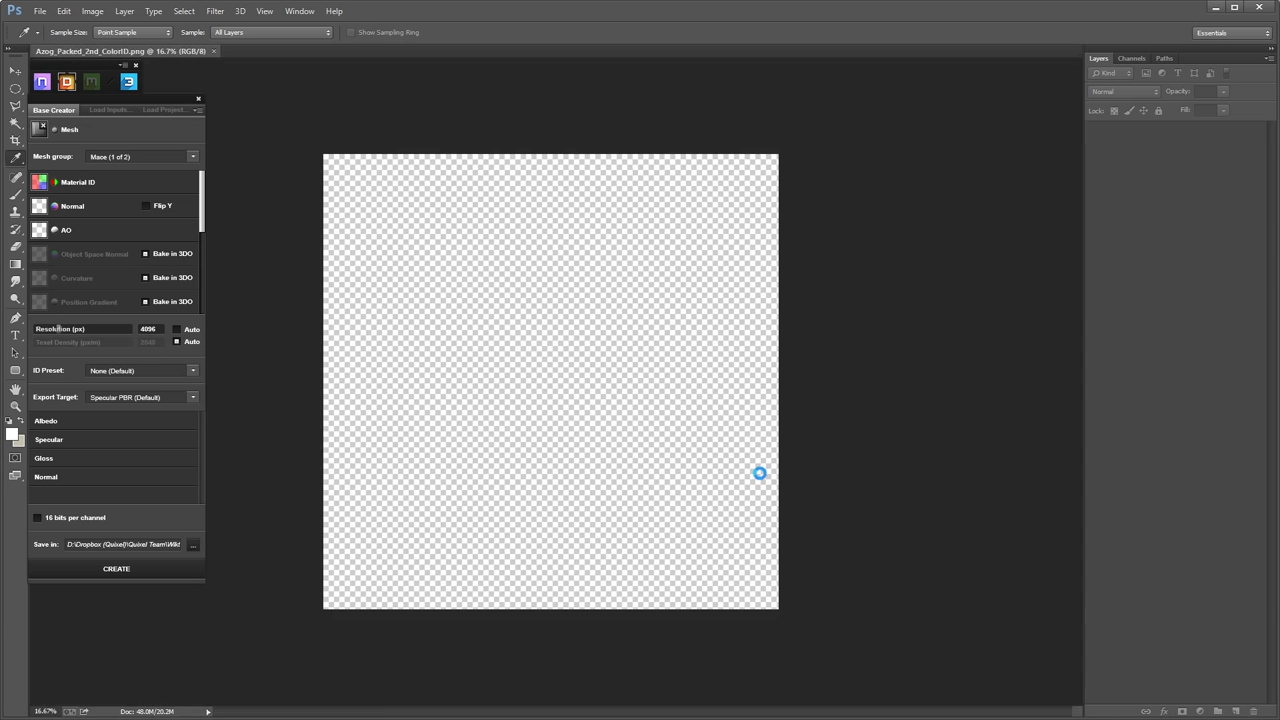 Ps File Edit Image Layer Type Select Filter 3D View Window Help
Sample Size: Point Sample Sample: All Layers Show Sampling Ring Essentials
Azog_Packed_2nd_ColorID.png @ 16.7% (RGB/8) ×
Layers Channels Paths
Kind
Normal Opacity:
Lock: Fill:
Base Creator Load Inputs... Load Project...
Mesh
Mesh group: Mace (1 of 2)
Material ID
Normal Flip Y
AO
Object Space Normal Bake in 3DO
Curvature Bake in 3DO
Position Gradient Bake in 3DO
Resolution (px) 4096 Auto
Texel Density (px/m) 2048 Auto
ID Preset: None (Default)
Export Target: Specular PBR (Default)
Albedo
Specular
Gloss
Normal
16 bits per channel
Save in: D:\Dropbox (Quixel)\Quixel Team\Wiki ...
CREATE
16.67% Doc: 48.0M/20.2M